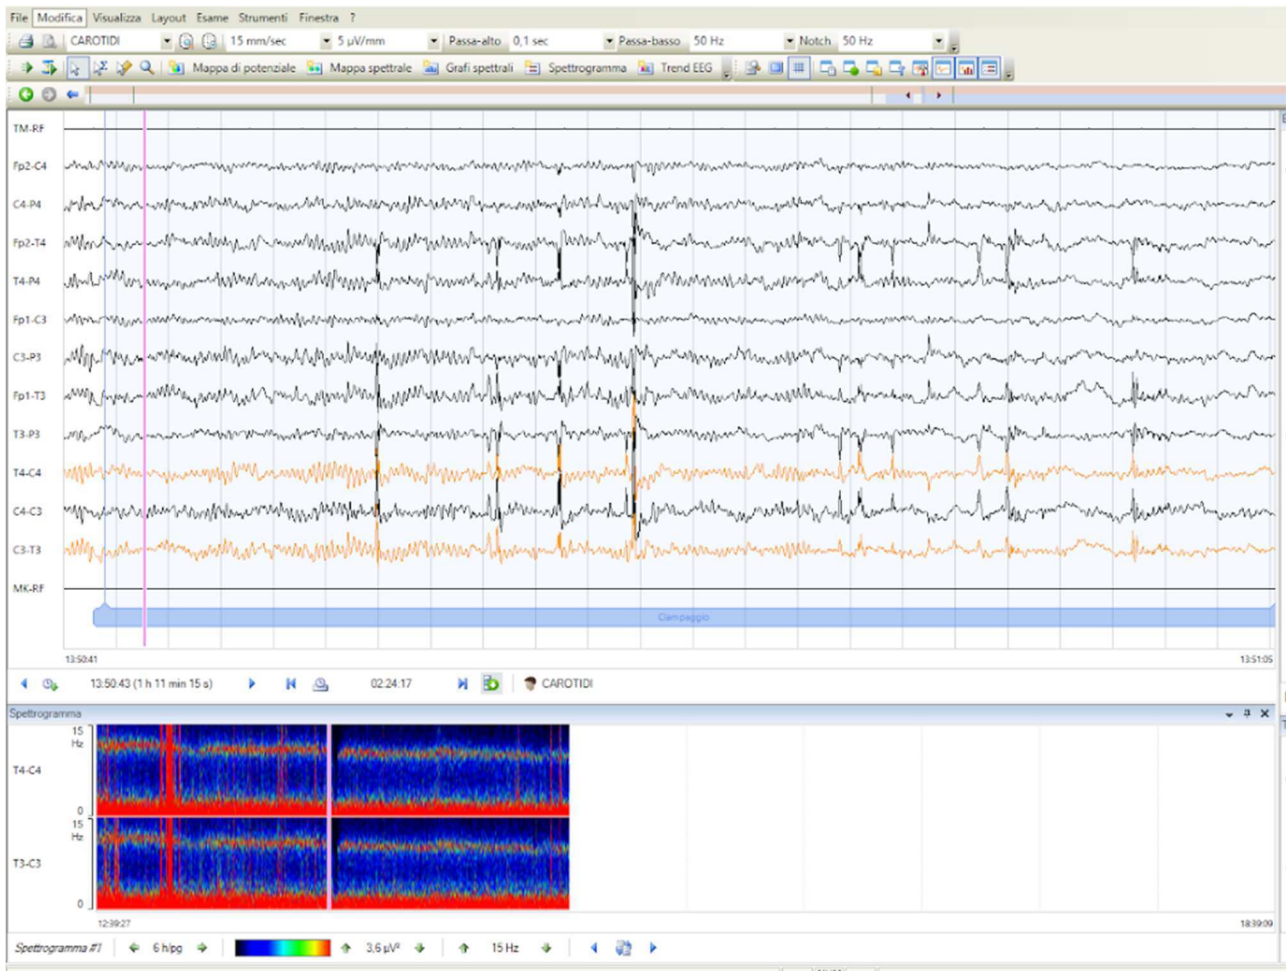 File Modifica Visualizza Layout Esame Strumenti Finestra ?
CAROTIDI 15 mm/sec 5 µV/mm Passa-alto 0,1 sec Passa-basso 50 Hz Notch 50 Hz
Mappa di potenziale Mappa spettrale Grafi spettrali Spettrogramma Trend EEG
TM-RF
Fp2-C4
C4-P4
Fp2-T4
T4-P4
Fp1-C3
C3-P3
Fp1-T3
T3-P3
T4-C4
C4-C3
C3-T3
MK-RF
Clampaggio
13:50:41 13:51:05
13:50:43 (1 h 11 min 15 s) 02:24:17 CAROTIDI
Spettrogramma
15
Hz
T4-C4
0
15
Hz
T3-C3
0
12:39:27 18:39:09
Spettrogramma #1 6 h/pg 3,6 µV² 15 Hz